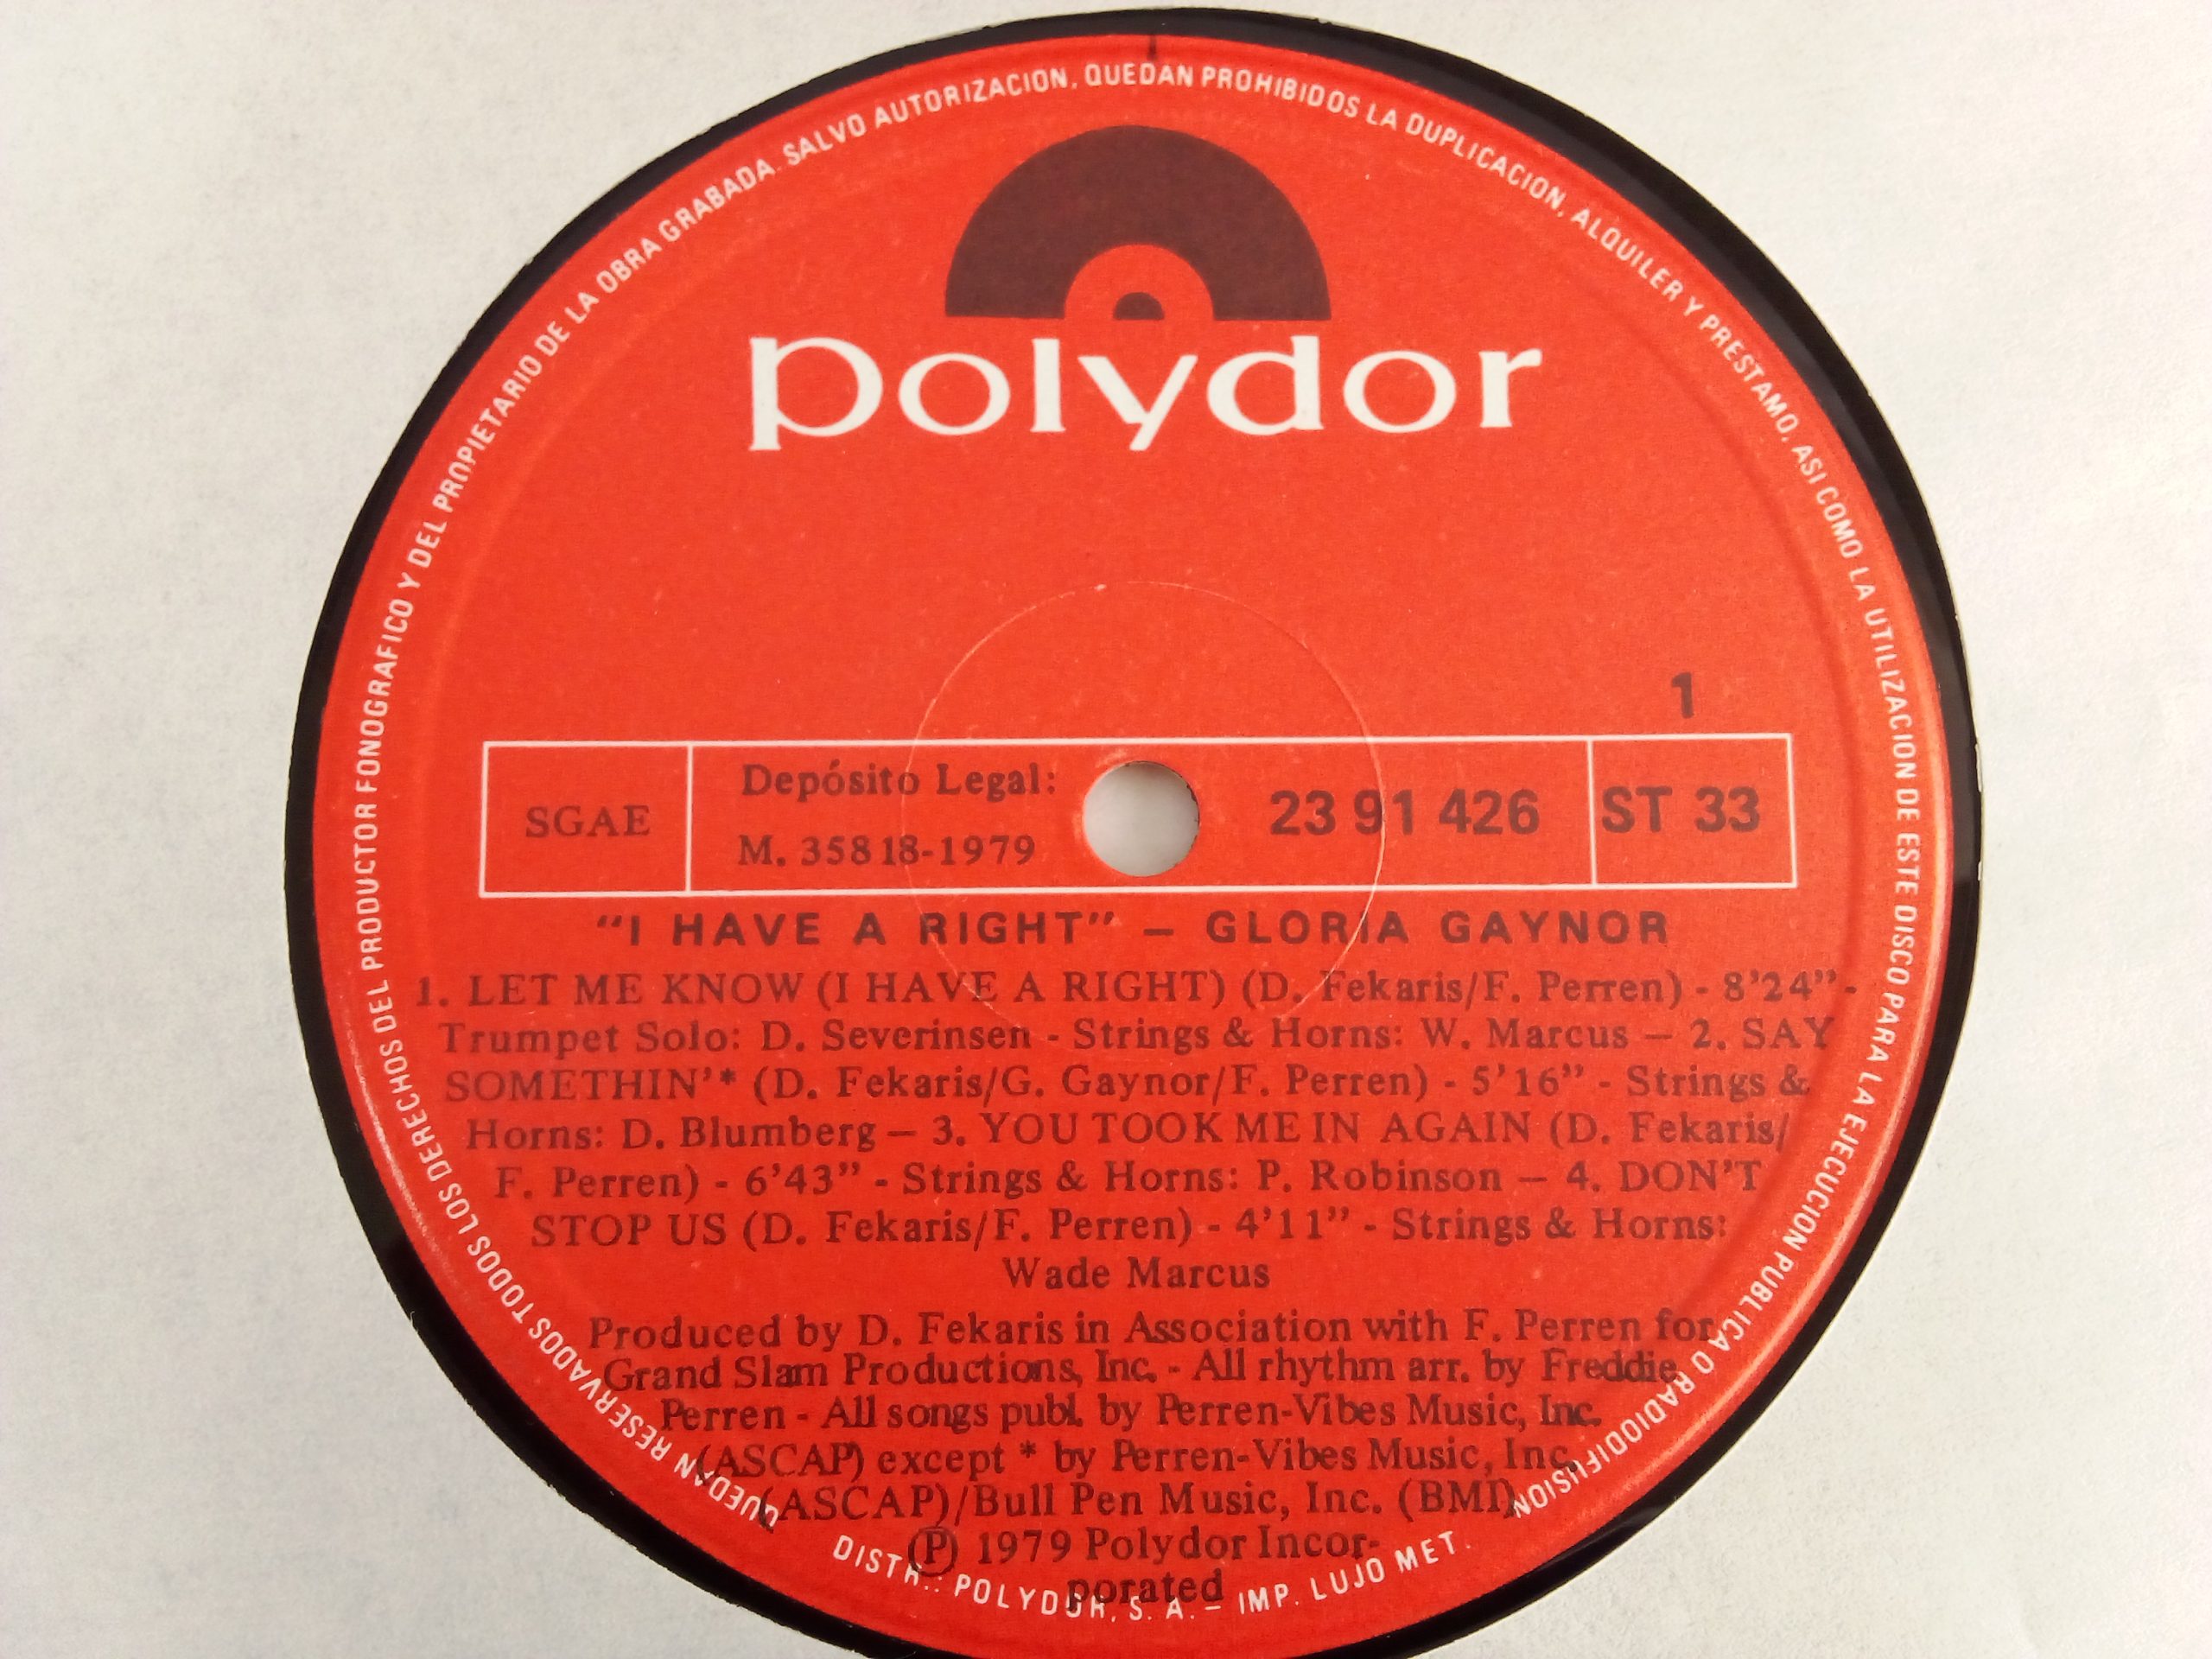 QUEDAN RESERVADOS TODOS LOS DERECHOS DEL PRODUCTOR FONOGRAFICO Y DEL PROPIETARIO DE LA OBRA GRABADA. SALVO AUTORIZACION, QUEDAN PROHIBIDOS LA DUPLICACION, ALQUILER Y PRESTAMO, ASI COMO LA UTILIZACION DE ESTE DISCO PARA LA EJECUCION PUBLICA O RADIODIFUSION
polydor
1
SGAE
Depósito Legal:
M. 35818-1979
23 91 426
ST 33
“I HAVE A RIGHT” – GLORIA GAYNOR
1. LET ME KNOW (I HAVE A RIGHT) (D. Fekaris/F. Perren) - 8’24” -
Trumpet Solo: D. Severinsen - Strings & Horns: W. Marcus – 2. SAY
SOMETHIN’* (D. Fekaris/G. Gaynor/F. Perren) - 5’16” - Strings &
Horns: D. Blumberg – 3. YOU TOOK ME IN AGAIN (D. Fekaris/
F. Perren) - 6’43” - Strings & Horns: P. Robinson – 4. DON’T
STOP US (D. Fekaris/F. Perren) - 4’11” - Strings & Horns:
Wade Marcus
Produced by D. Fekaris in Association with F. Perren for
Grand Slam Productions, Inc. - All rhythm arr. by Freddie
Perren - All songs publ. by Perren-Vibes Music, Inc.
(ASCAP) except * by Perren-Vibes Music, Inc.
(ASCAP)/Bull Pen Music, Inc. (BMI)
Ⓟ 1979 Polydor Incor-
porated
DISTR.: POLYDOR, S. A. – IMP. LUJO MET.